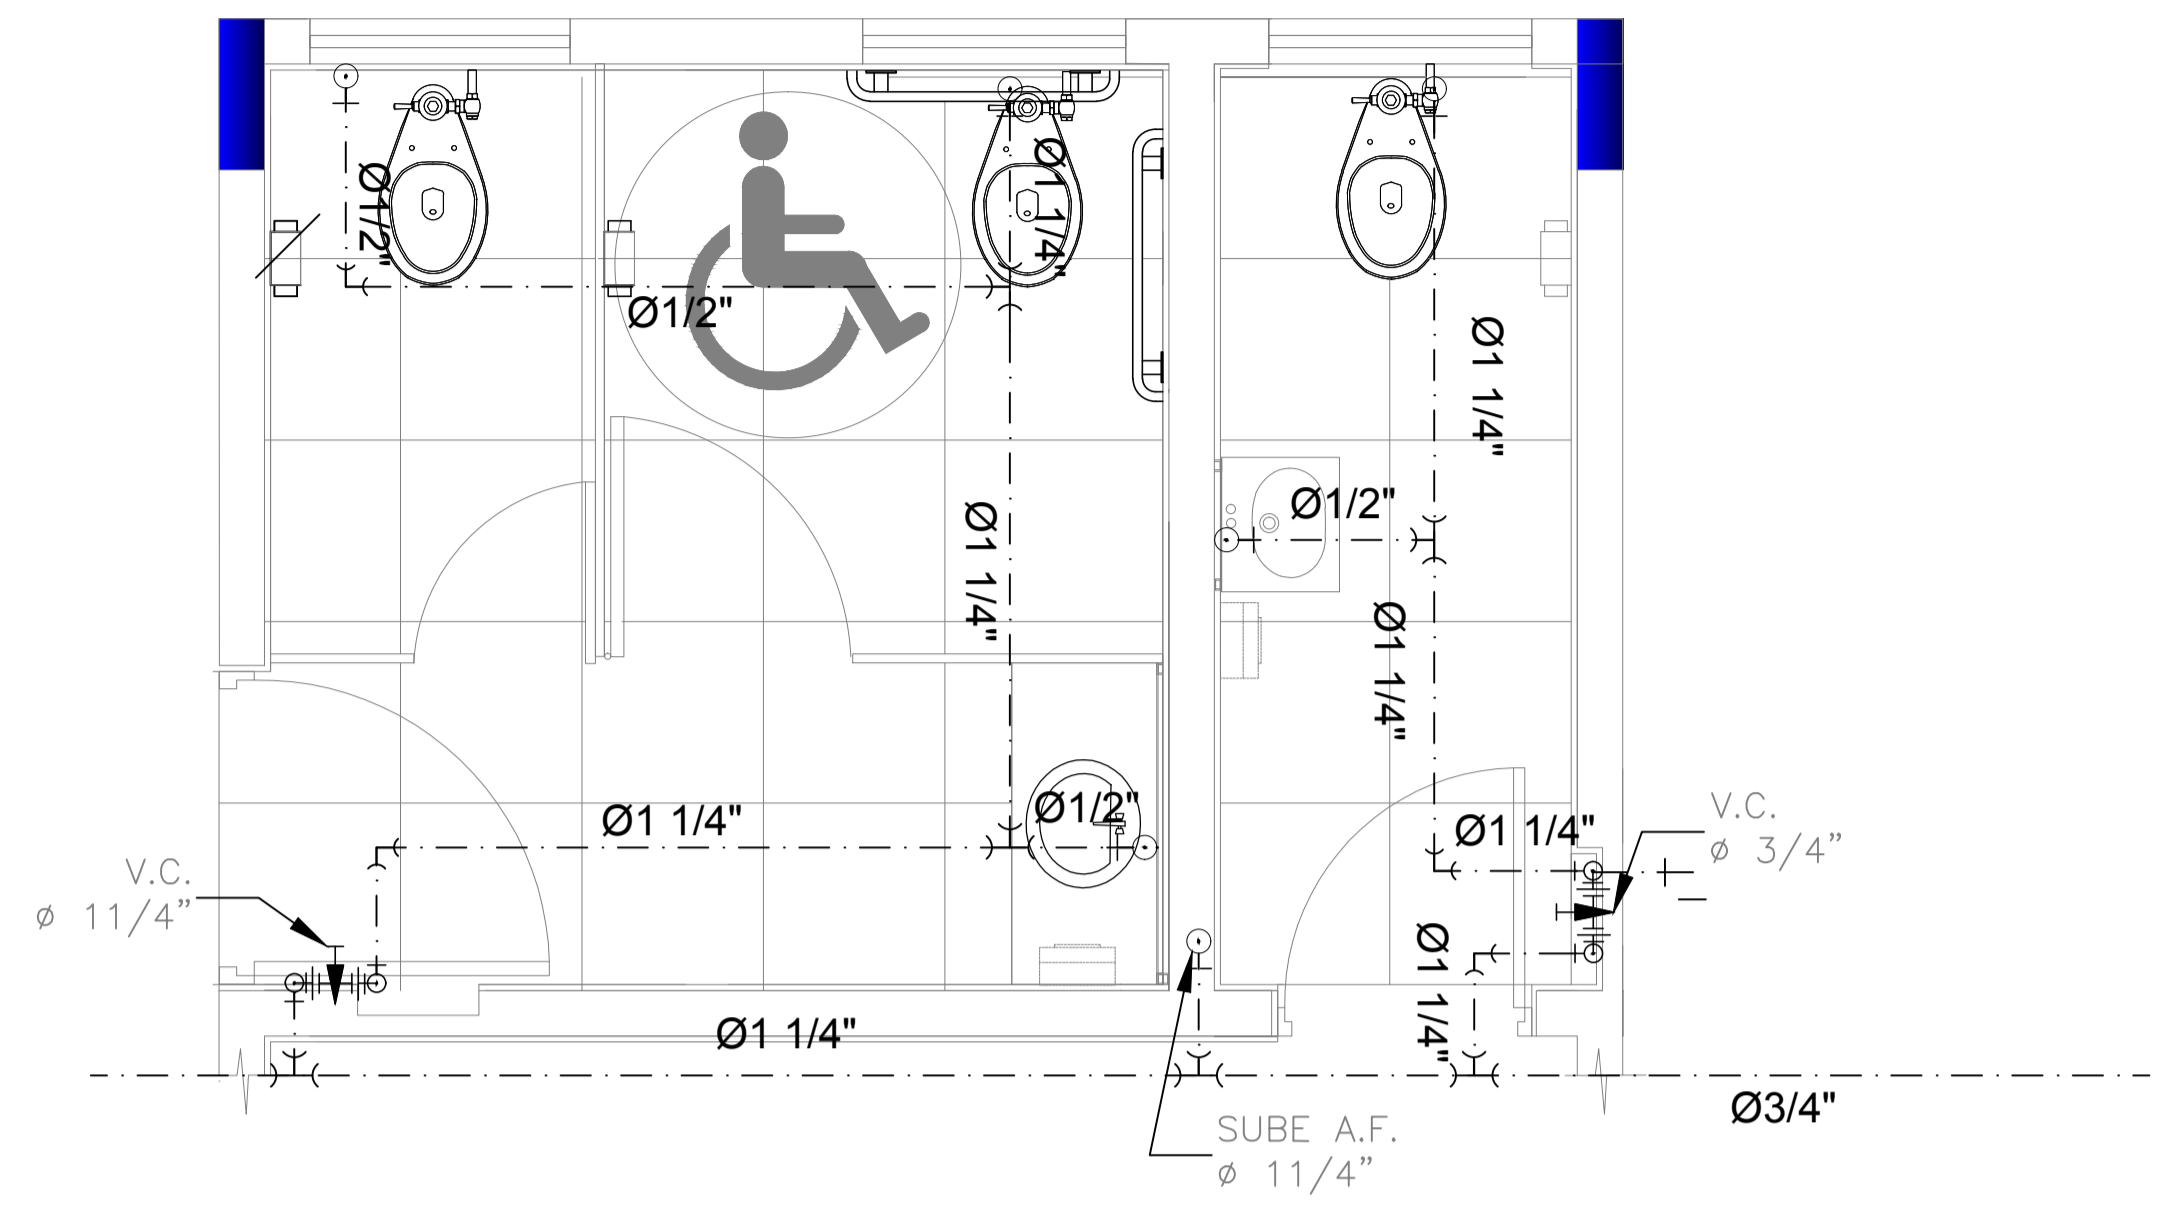 Ø1/2"
Ø1 1/4"
Ø1/2"
Ø1 1/4"
Ø1/2"
Ø1 1/4"
Ø1 1/4"
Ø1 1/4"
Ø1/2"
Ø1 1/4"
V.C.
ø 3/4"
V.C.
ø 11/4"
Ø1 1/4"
Ø1 1/4"
Ø3/4"
SUBE A.F.
ø 11/4"